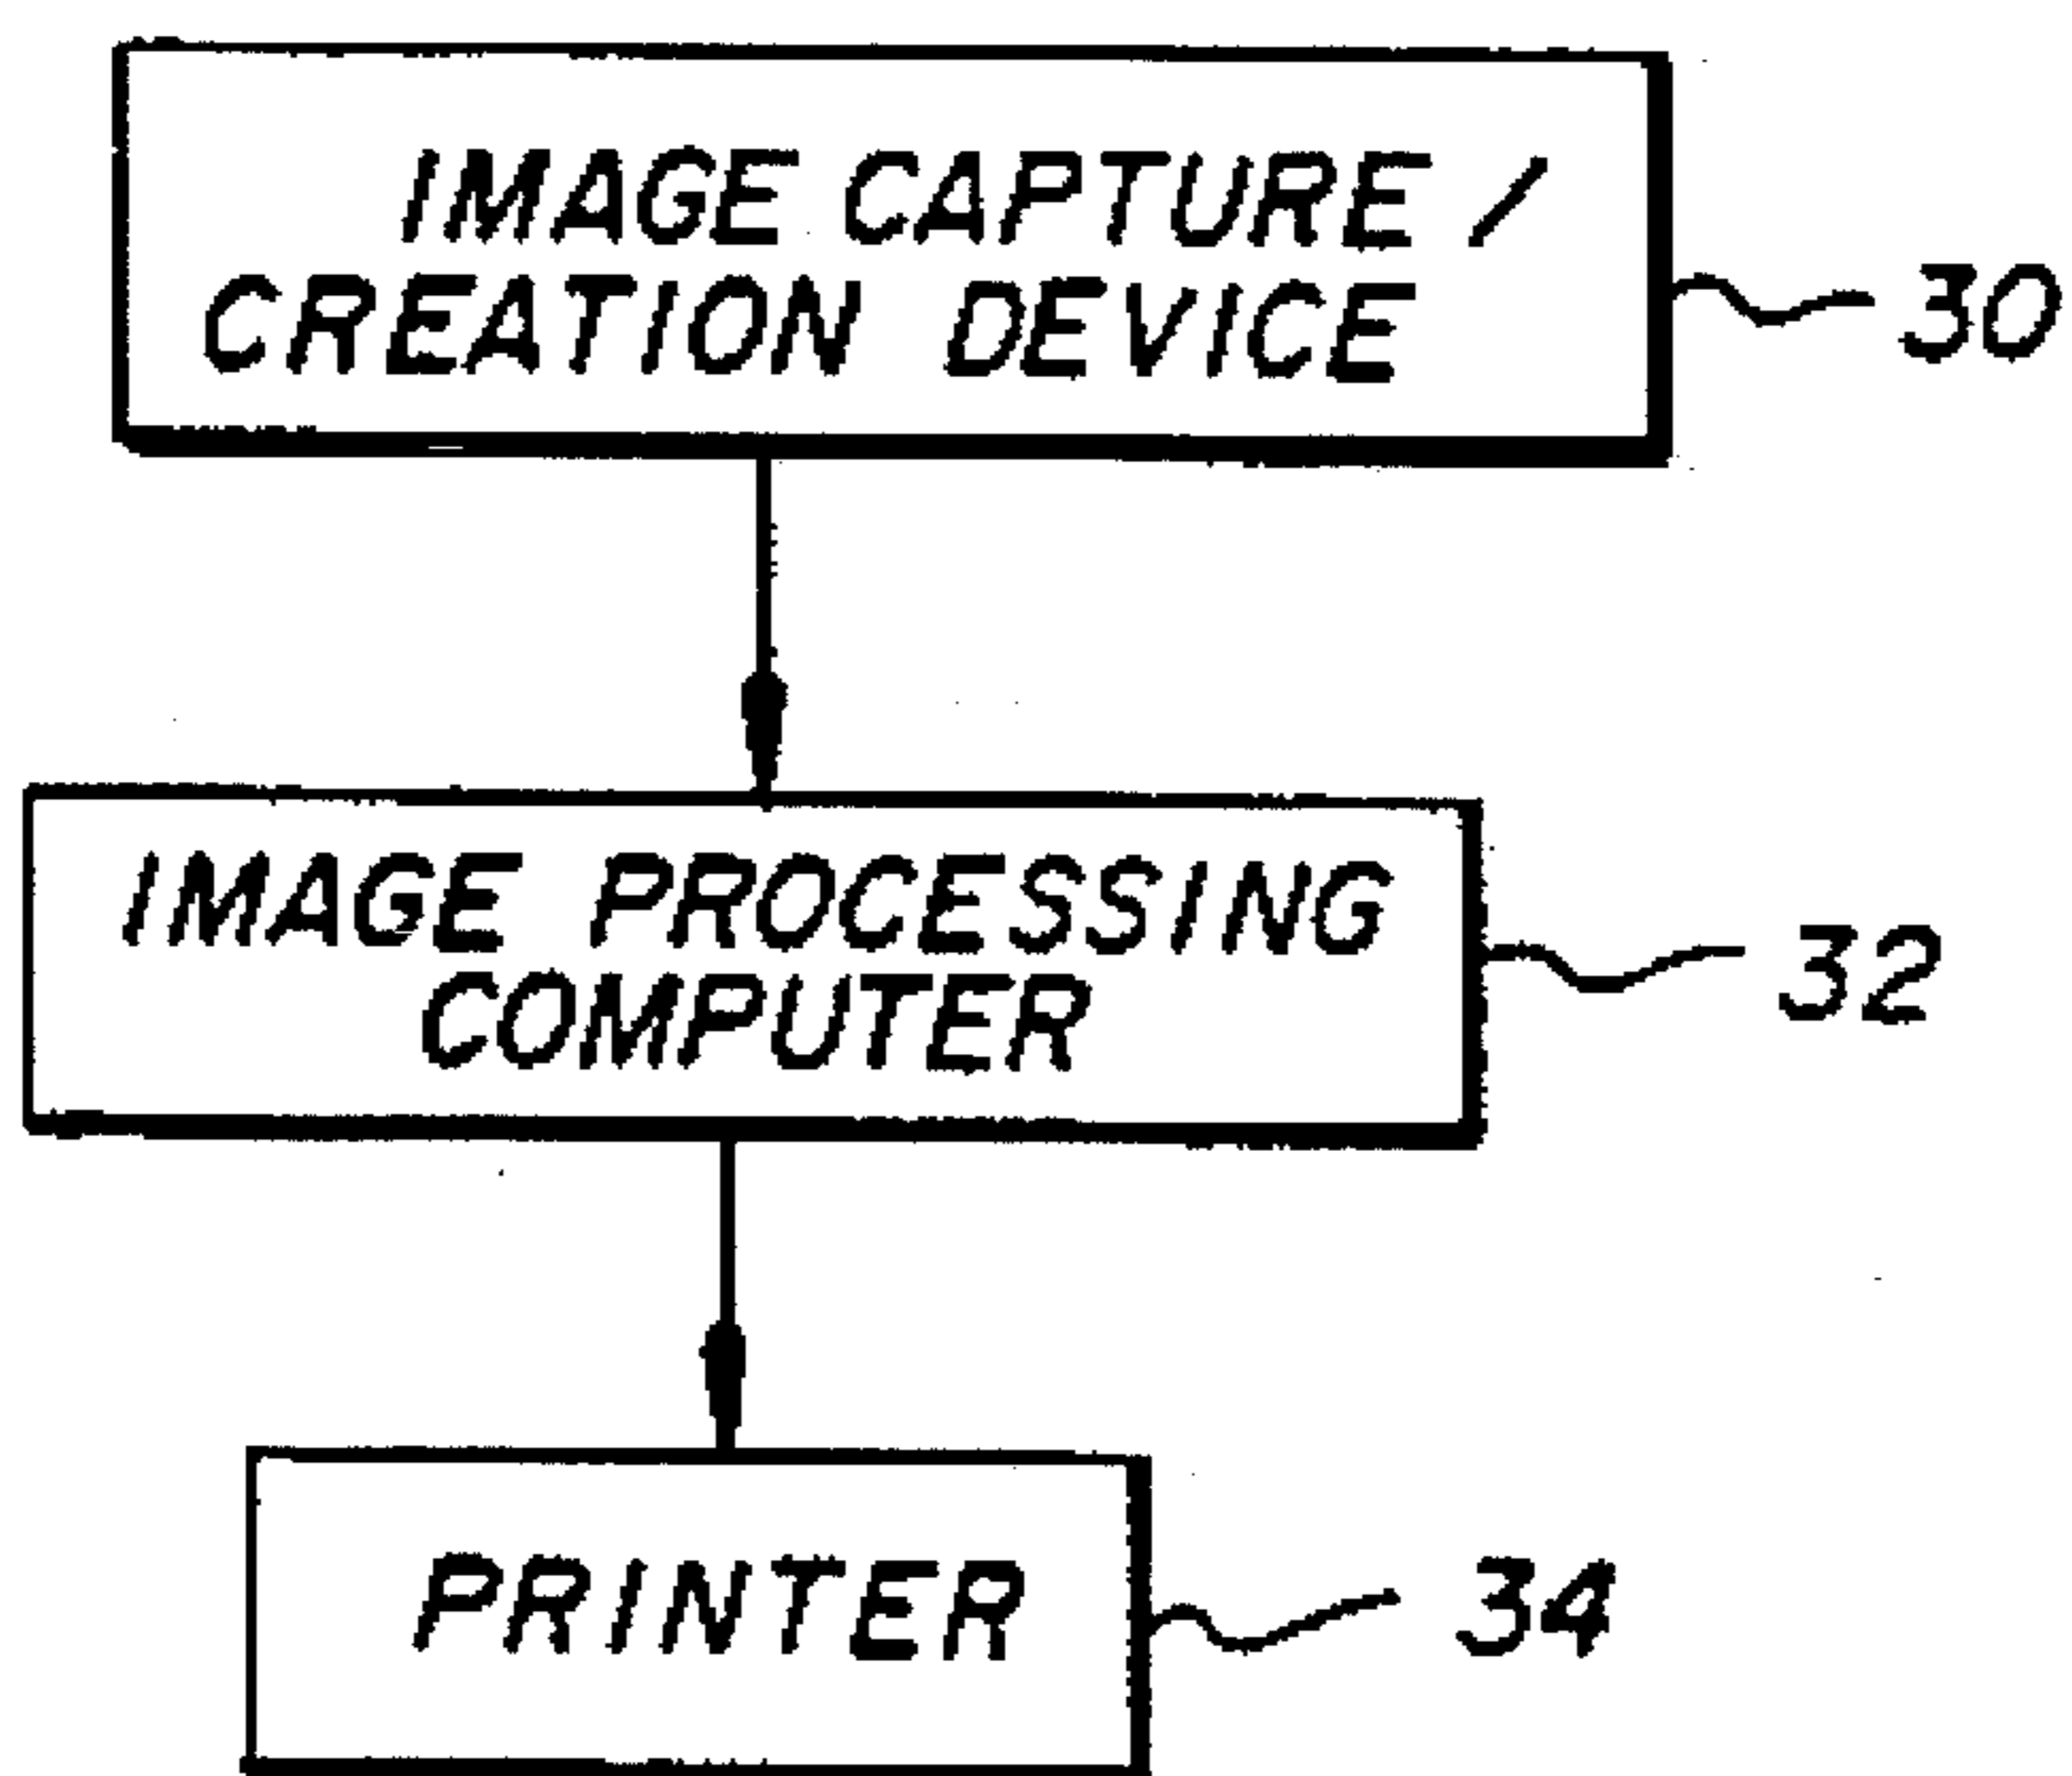 IMAGE CAPTURE /
CREATION DEVICE
30
IMAGE PROCESSING
COMPUTER
32
PRINTER
34